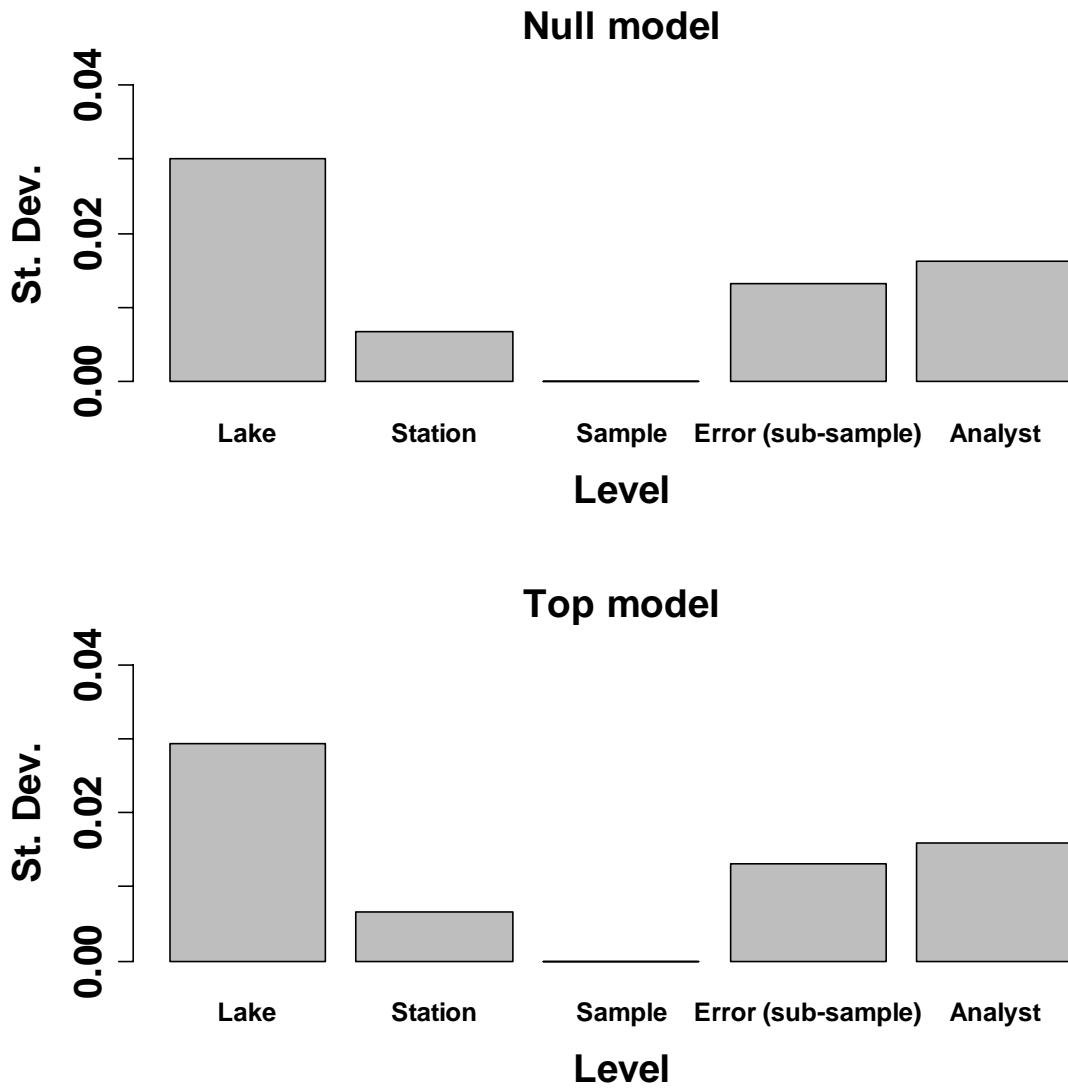 Null model
St. Dev.
0.04
0.02
0.00
Lake Station Sample Error (sub-sample) Analyst
Level
Top model
St. Dev.
0.04
0.02
0.00
Lake Station Sample Error (sub-sample) Analyst
Level